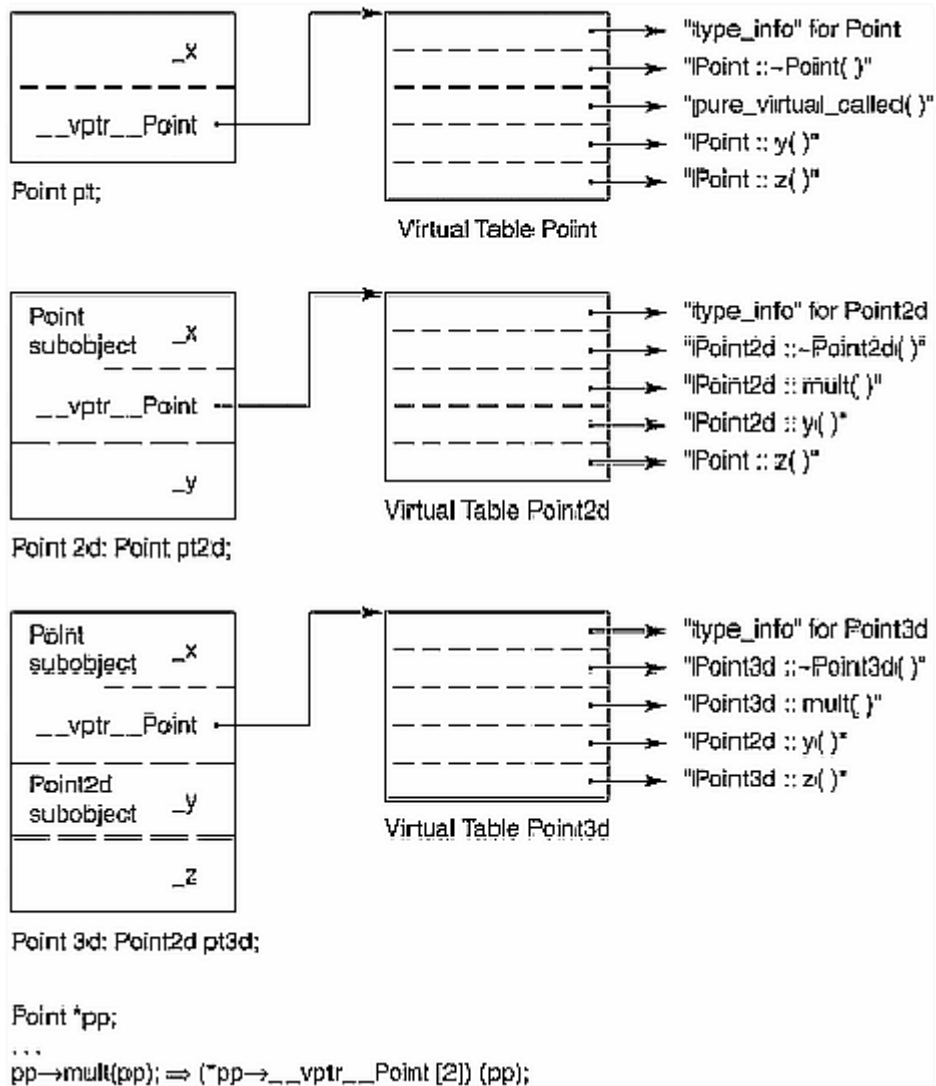 _x
__vptr__Point
Point pt;
"type_info" for Point
"Point ::~Point( )"
"pure_virtual_called( )"
"Point :: y( )"
"Point :: z( )"
Virtual Table Point
Point
subobject
_x
__vptr__Point
_y
Point 2d: Point pt2d;
"type_info" for Point2d
"Point2d ::~Point2d( )"
"Point2d :: mult( )"
"Point2d :: y( )"
"Point :: z( )"
Virtual Table Point2d
Point
subobject
_x
__vptr__Point
Point2d
subobject
_y
_z
Point 3d: Point2d pt3d;
"type_info" for Point3d
"Point3d ::~Point3d( )"
"Point3d :: mult( )"
"Point2d :: y( )"
"Point3d :: z( )"
Virtual Table Point3d
Point *pp;
...
pp→mult(pp); ⇒ (*pp→__vptr__Point [2]) (pp);